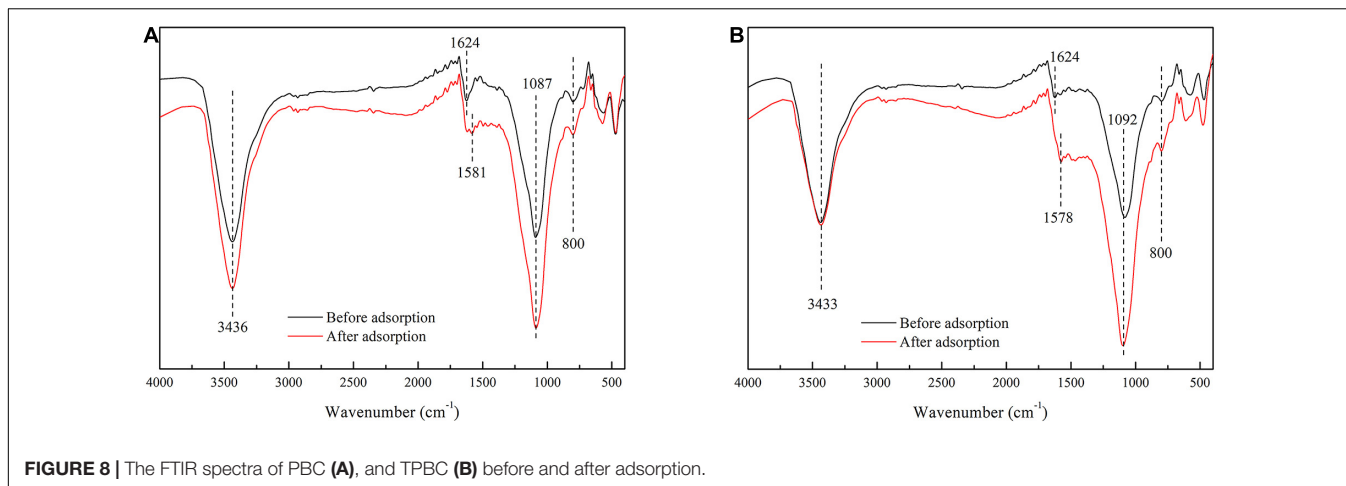 A
1624
1087
1581
800
3436
Before adsorption
After adsorption
4000 3500 3000 2500 2000 1500 1000 500
Wavenumber (cm⁻¹)
B
1624
1092
1578
800
3433
Before adsorption
After adsorption
4000 3500 3000 2500 2000 1500 1000 500
Wavenumber (cm⁻¹)
FIGURE 8 | The FTIR spectra of PBC (A), and TPBC (B) before and after adsorption.